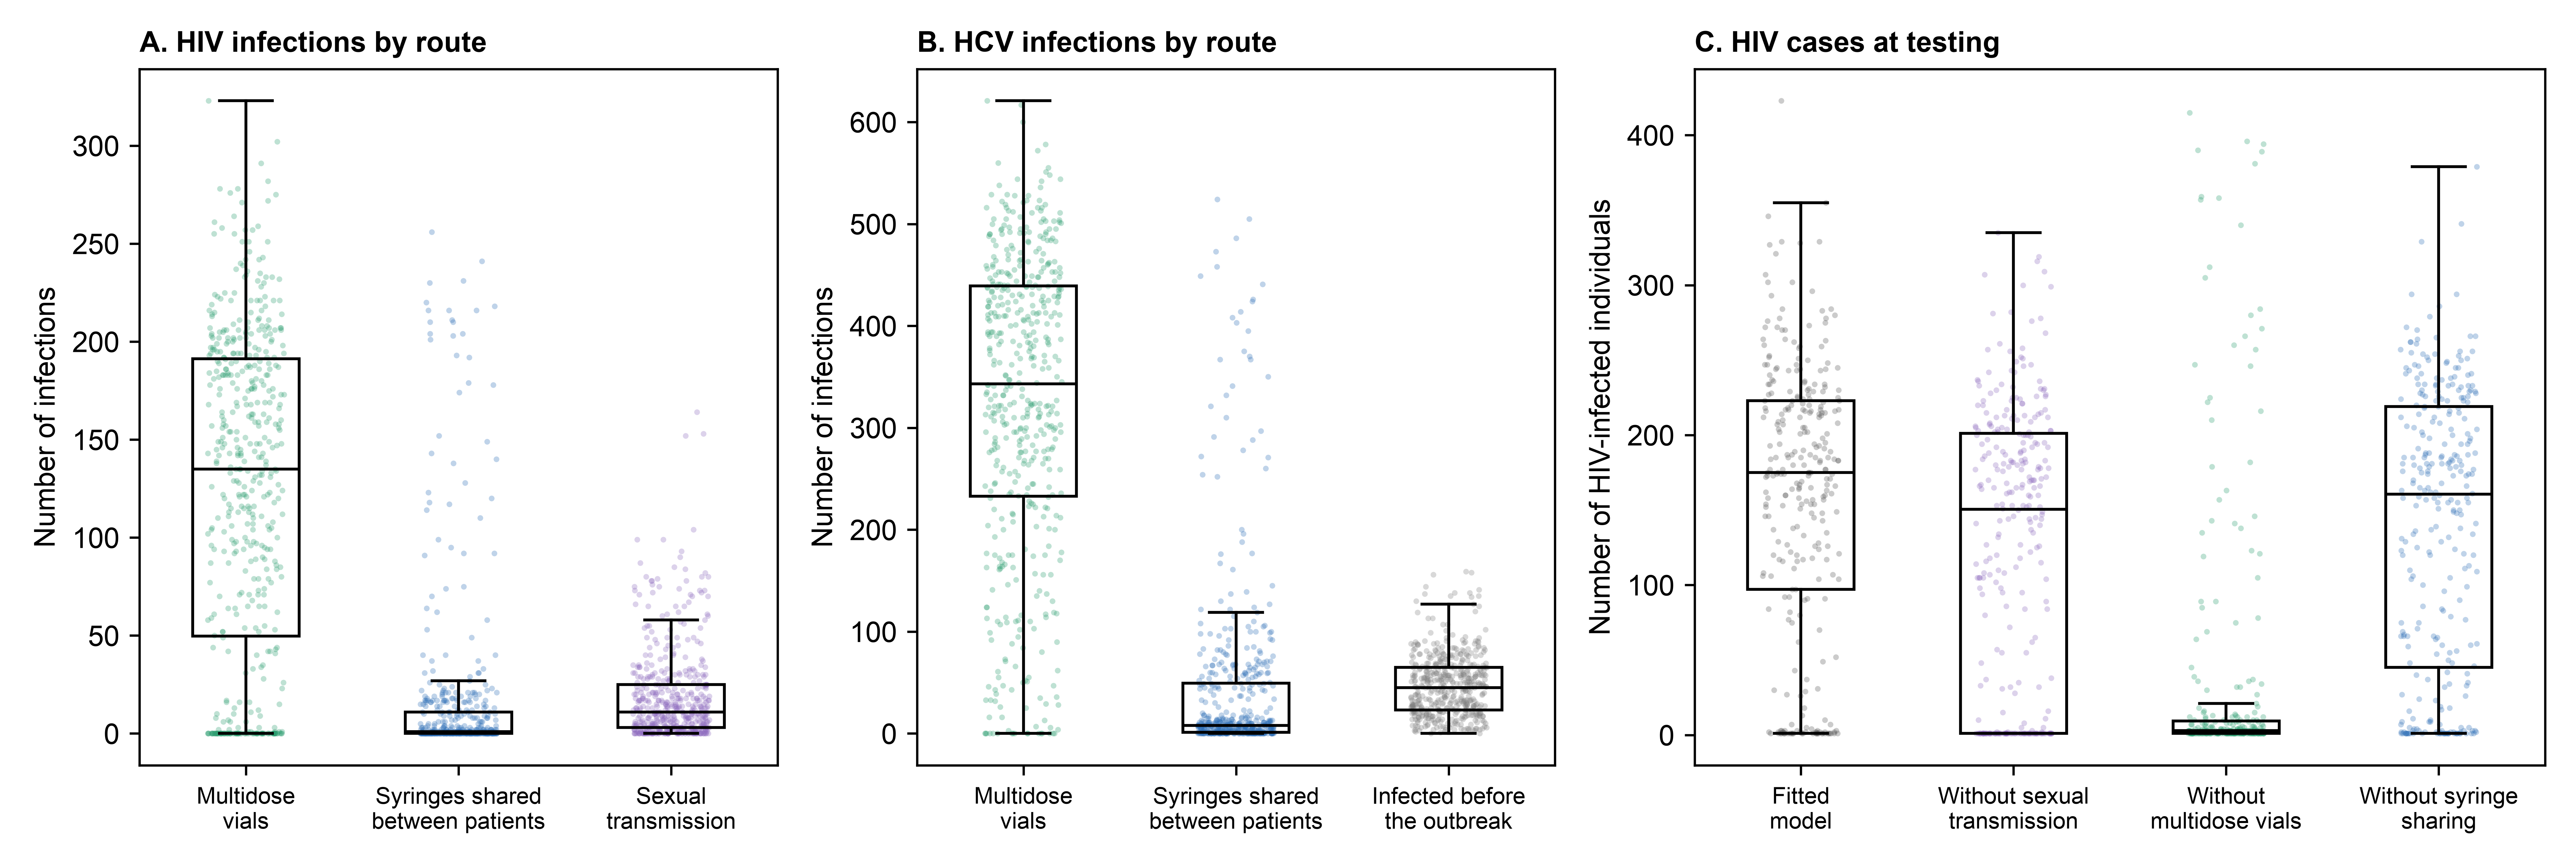 A. HIV infections by route
Number of infections
300
250
200
150
100
50
0
Multidose
vials
Syringes shared
between patients
Sexual
transmission
B. HCV infections by route
Number of infections
600
500
400
300
200
100
0
Multidose
vials
Syringes shared
between patients
Infected before
the outbreak
C. HIV cases at testing
Number of HIV-infected individuals
400
300
200
100
0
Fitted
model
Without sexual
transmission
Without
multidose vials
Without syringe
sharing